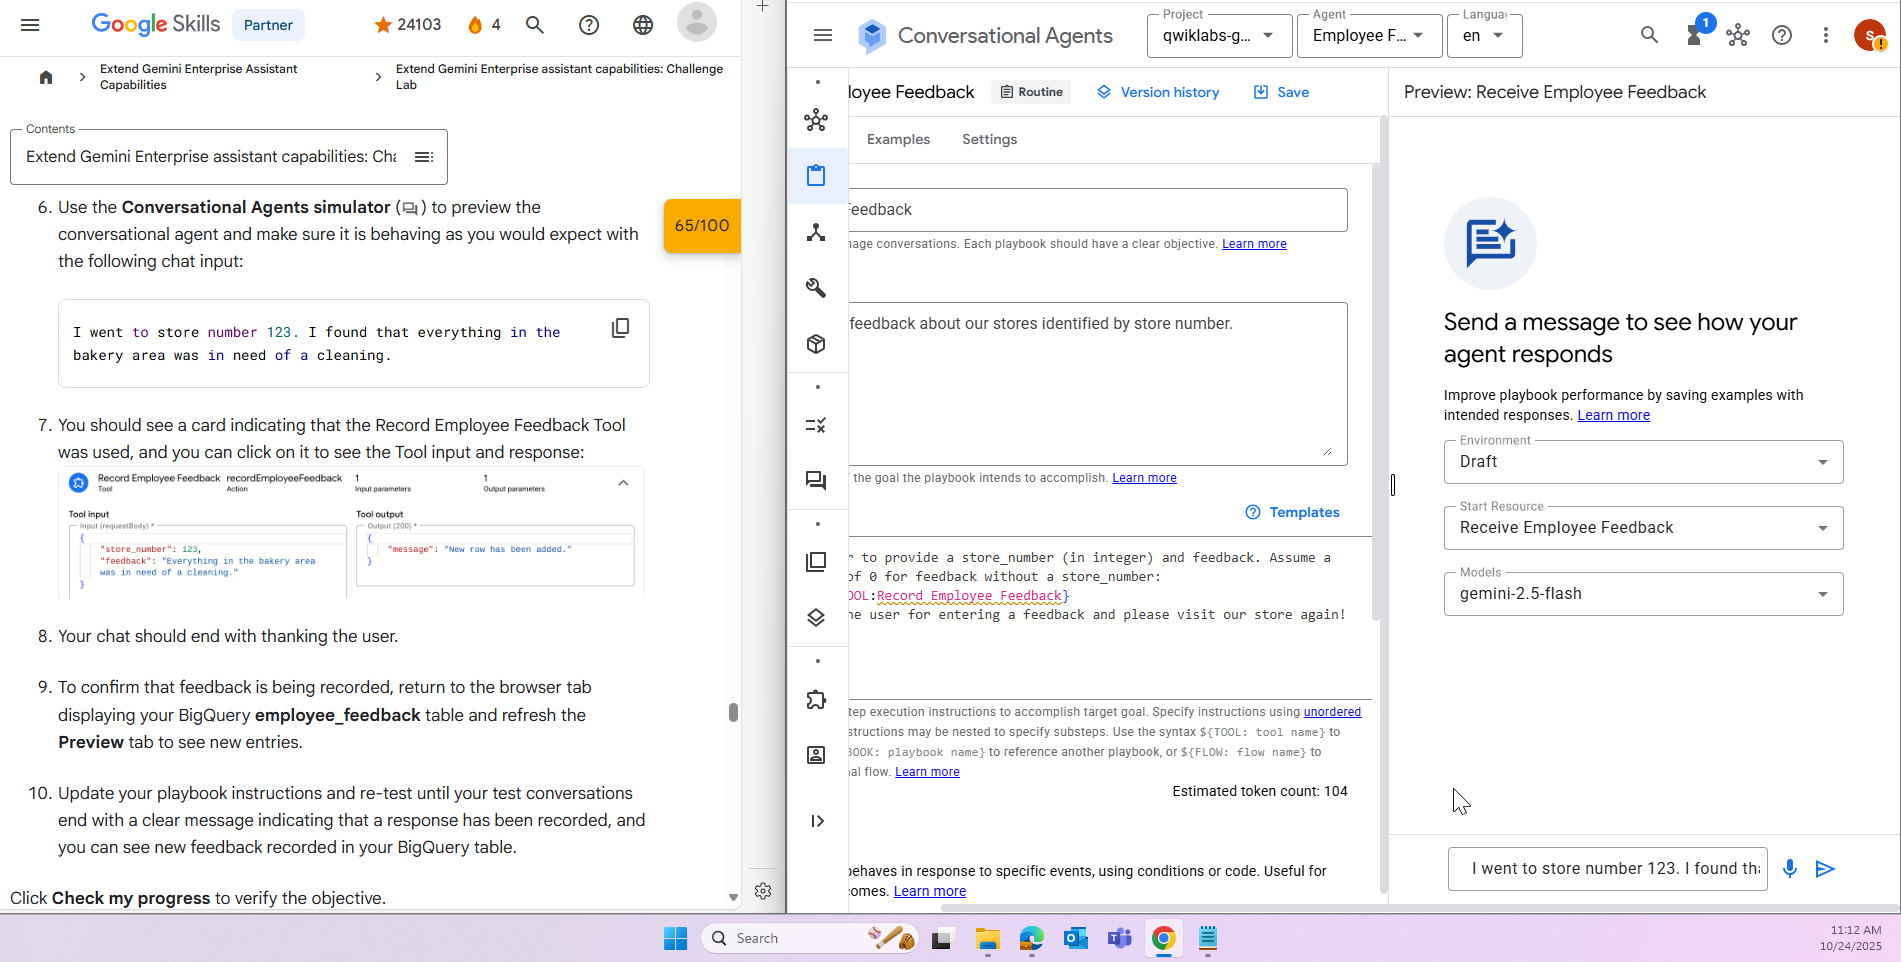 Google Skills
Partner
24103
4
Extend Gemini Enterprise Assistant
Capabilities
Extend Gemini Enterprise assistant capabilities: Challenge
Lab
Contents
Extend Gemini Enterprise assistant capabilities: Cha
6. Use the Conversational Agents simulator ( ) to preview the
conversational agent and make sure it is behaving as you would expect with
the following chat input:
65/100
I went to store number 123. I found that everything in the
bakery area was in need of a cleaning.
7. You should see a card indicating that the Record Employee Feedback Tool
was used, and you can click on it to see the Tool input and response:
Record Employee Feedback
Tool
recordEmployeeFeedback
Action
1
Input parameters
1
Output parameters
Tool input
Input (requestBody) *
{
"store_number": 123,
"feedback": "Everything in the bakery area
was in need of a cleaning."
}
Tool output
Output (200) *
{
"message": "New row has been added."
}
8. Your chat should end with thanking the user.
9. To confirm that feedback is being recorded, return to the browser tab
displaying your BigQuery employee_feedback table and refresh the
Preview tab to see new entries.
10. Update your playbook instructions and re-test until your test conversations
end with a clear message indicating that a response has been recorded, and
you can see new feedback recorded in your BigQuery table.
Click Check my progress to verify the objective.
Conversational Agents
Project
qwiklabs-g...
Agent
Employee F...
Langua
en
1
S
loyee Feedback
Routine
Version history
Save
Examples
Settings
Feedback
nage conversations. Each playbook should have a clear objective. Learn more
feedback about our stores identified by store number.
f the goal the playbook intends to accomplish. Learn more
Templates
r to provide a store_number (in integer) and feedback. Assume a
of 0 for feedback without a store_number:
OOL:Record Employee Feedback}
he user for entering a feedback and please visit our store again!
tep execution instructions to accomplish target goal. Specify instructions using unordered
structions may be nested to specify substeps. Use the syntax ${TOOL: tool name} to
BOOK: playbook name} to reference another playbook, or ${FLOW: flow name} to
nal flow. Learn more
Estimated token count: 104
behaves in response to specific events, using conditions or code. Useful for
comes. Learn more
Preview: Receive Employee Feedback
Send a message to see how your
agent responds
Improve playbook performance by saving examples with
intended responses. Learn more
Environment
Draft
Start Resource
Receive Employee Feedback
Models
gemini-2.5-flash
I went to store number 123. I found tha
Search
11:12 AM
10/24/2025